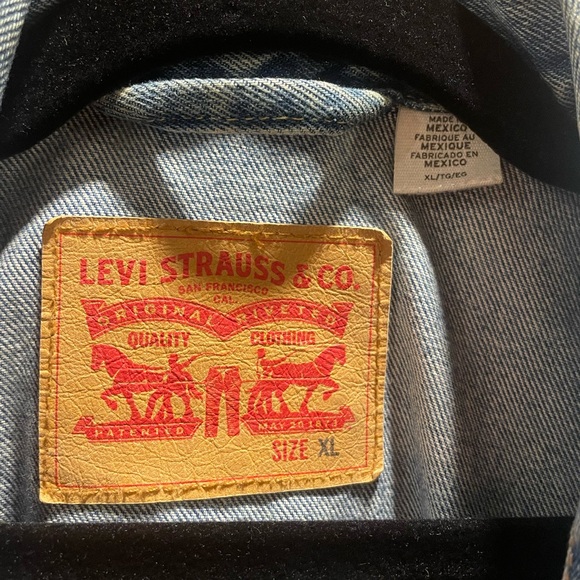 MADE IN
MEXICO
FABRIQUE AU
MEXIQUE
FABRICADO EN
MEXICO
XL/TG/EG
LEVI STRAUSS & CO.
SAN FRANCISCO
CAL.
ORIGINAL RIVETED
QUALITY CLOTHING
PATENTED MAY 20 1873
SIZE XL